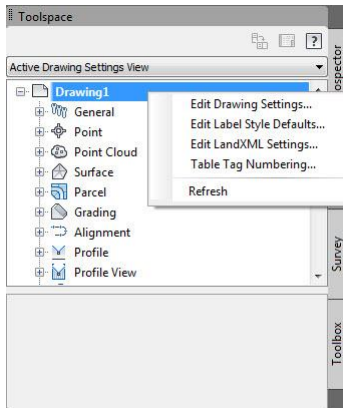 Toolspace
?
Active Drawing Settings View
Drawing1
General
Point
Point Cloud
Surface
Parcel
Grading
Alignment
Profile
Profile View
Edit Drawing Settings...
Edit Label Style Defaults...
Edit LandXML Settings...
Table Tag Numbering...
Refresh
Survey
Toolbox